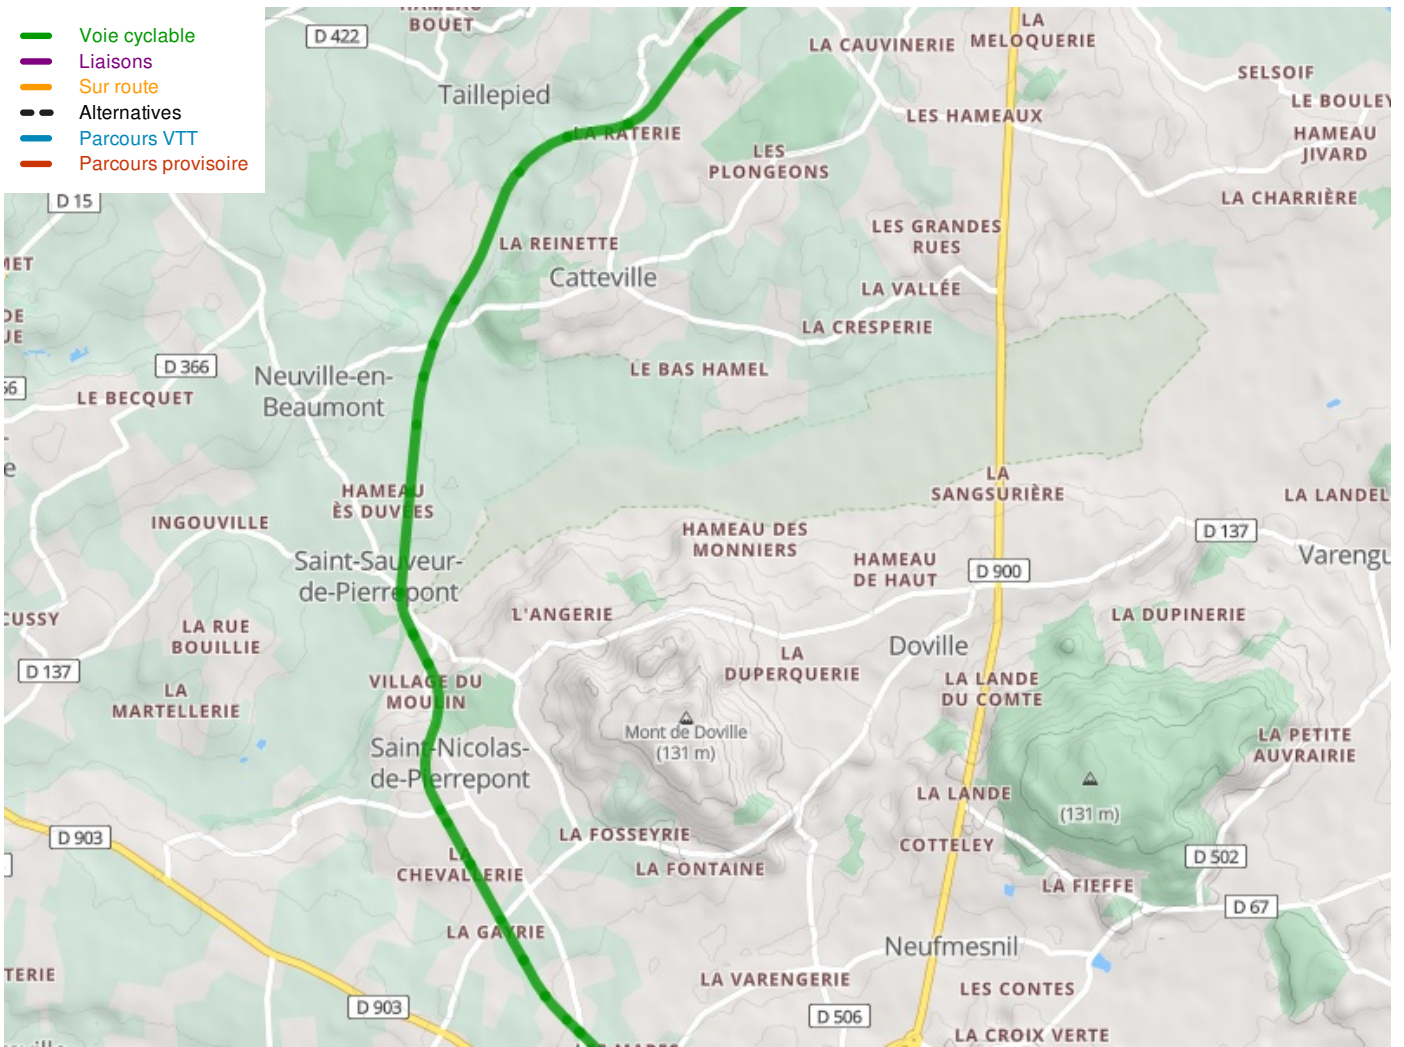 Voie cyclable
Liaisons
Sur route
Alternatives
Parcours VTT
Parcours provisoire
BOUET
D 422
Taillepied
LA
MELOQUERIE
LA CAUVINERIE
SELSOIF
LE BOULEY
LES HAMEAUX
HAMEAU
JIVARD
LA RATERIE
LES
PLONGEONS
LA CHARRIÈRE
D 15
LES GRANDES
RUES
LA REINETTE
Catteville
LA VALLÉE
LA CRESPERIE
D 366
LE BAS HAMEL
Neuville-en-
Beaumont
LE BECQUET
HAMEAU
ÈS DUVÉES
INGOUVILLE
LA
SANGSURIÈRE
LA LANDEL
HAMEAU DES
MONNIERS
D 137
Varengu
HAMEAU
DE HAUT
D 900
Saint-Sauveur-
de-Pierrepont
L'ANGERIE
LA DUPINERIE
CUSSY
LA RUE
BOUILLIE
Doville
D 137
LA
DUPERQUERIE
VILLAGE DU
MOULIN
LA LANDE
DU COMTE
LA
MARTELLERIE
Mont de Doville
(131 m)
LA PETITE
AUVRAIRIE
Saint-Nicolas-
de-Pierrepont
LA LANDE
(131 m)
D 903
LA FOSSEYRIE
COTTELEY
D 502
LA
CHEVALLERIE
LA FONTAINE
LA FIEFFE
D 67
LA GAYRIE
Neufmesnil
TERIE
LA VARENGERIE
LES CONTES
D 903
D 506
LA CROIX VERTE